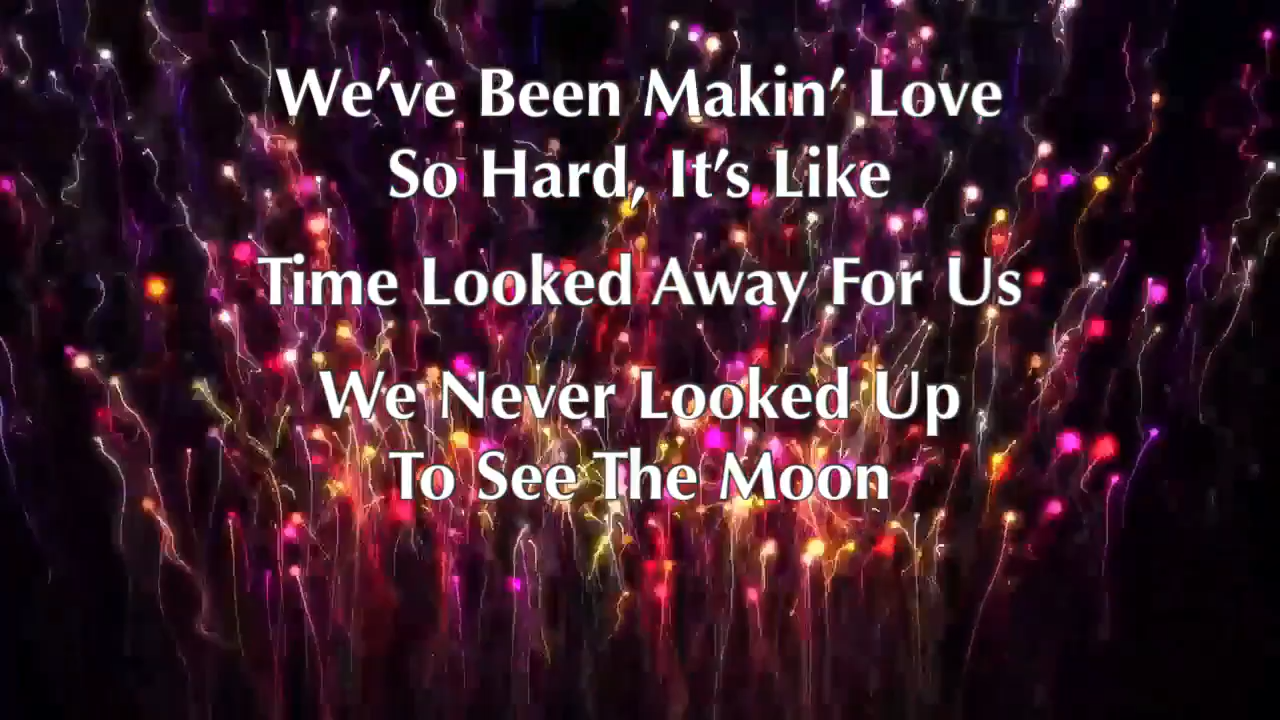 We’ve Been Makin’ Love
So Hard, It’s Like
Time Looked Away For Us
We Never Looked Up
To See The Moon